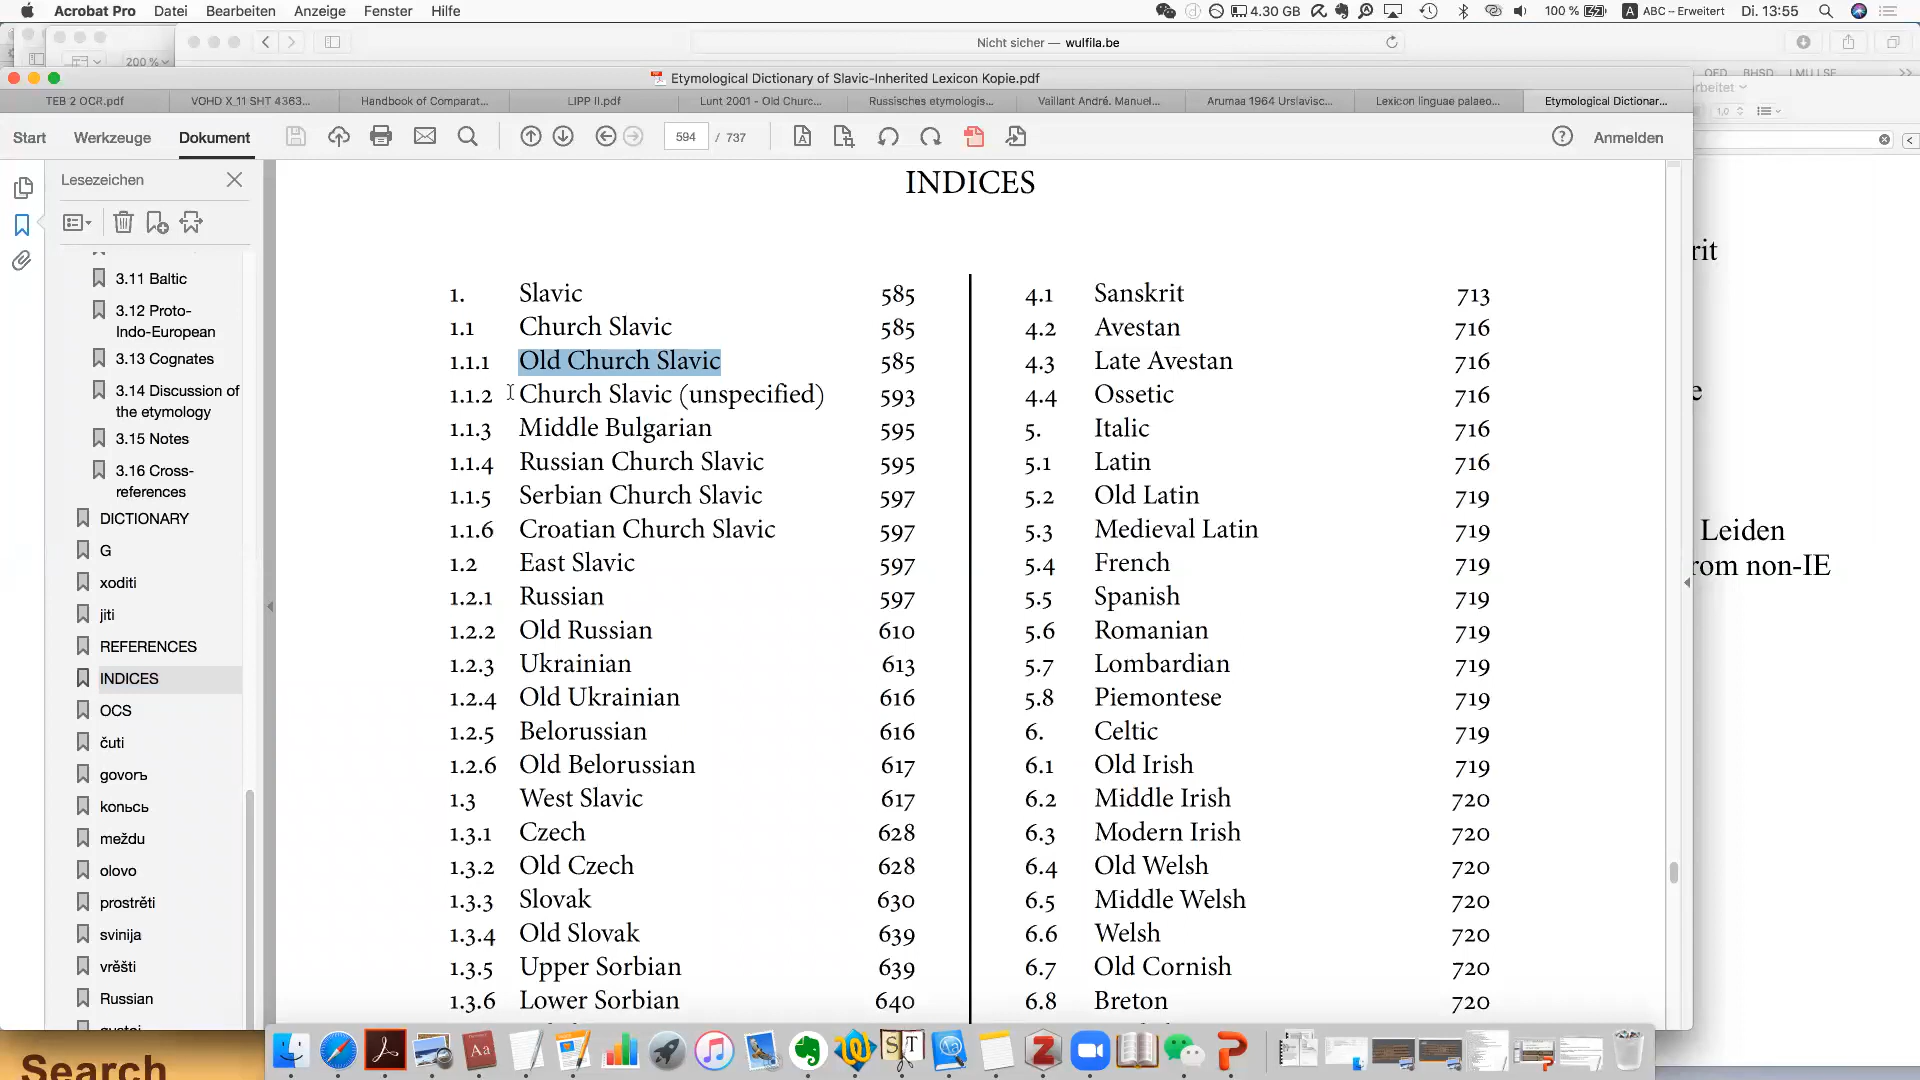 Acrobat Pro Datei Bearbeiten Anzeige Fenster Hilfe 4.30 GB 100 % ABC – Erweitert Di. 13:55
Nicht sicher — wulfila.be
200 %
Etymological Dictionary of Slavic-Inherited Lexicon Kopie.pdf
TEB 2 OCR.pdf VOHD X_11 SHT 4363... Handbook of Comparat... LIPP II.pdf Lunt 2001 - Old Churc... Russisches etymologis... Vaillant André. Manuel... Arumaa 1964 Urslavisc... Lexicon linguae palaeo... Etymological Dictionar...
Start Werkzeuge Dokument 594 / 737 Anmelden
Lesezeichen
3.11 Baltic
3.12 Proto-
Indo-European
3.13 Cognates
3.14 Discussion of
the etymology
3.15 Notes
3.16 Cross-
references
DICTIONARY
G
xoditi
jiti
REFERENCES
INDICES
OCS
čuti
govorъ
konьcь
meždu
olovo
prostrěti
svinija
vrěšti
Russian
INDICES
1. Slavic 585
1.1 Church Slavic 585
1.1.1 Old Church Slavic 585
1.1.2 Church Slavic (unspecified) 593
1.1.3 Middle Bulgarian 595
1.1.4 Russian Church Slavic 595
1.1.5 Serbian Church Slavic 597
1.1.6 Croatian Church Slavic 597
1.2 East Slavic 597
1.2.1 Russian 597
1.2.2 Old Russian 610
1.2.3 Ukrainian 613
1.2.4 Old Ukrainian 616
1.2.5 Belorussian 616
1.2.6 Old Belorussian 617
1.3 West Slavic 617
1.3.1 Czech 628
1.3.2 Old Czech 628
1.3.3 Slovak 630
1.3.4 Old Slovak 639
1.3.5 Upper Sorbian 639
1.3.6 Lower Sorbian 640
4.1 Sanskrit 713
4.2 Avestan 716
4.3 Late Avestan 716
4.4 Ossetic 716
5. Italic 716
5.1 Latin 716
5.2 Old Latin 719
5.3 Medieval Latin 719
5.4 French 719
5.5 Spanish 719
5.6 Romanian 719
5.7 Lombardian 719
5.8 Piemontese 719
6. Celtic 719
6.1 Old Irish 719
6.2 Middle Irish 720
6.3 Modern Irish 720
6.4 Old Welsh 720
6.5 Middle Welsh 720
6.6 Welsh 720
6.7 Old Cornish 720
6.8 Breton 720
rit
e
Leiden
rom non-IE
Search